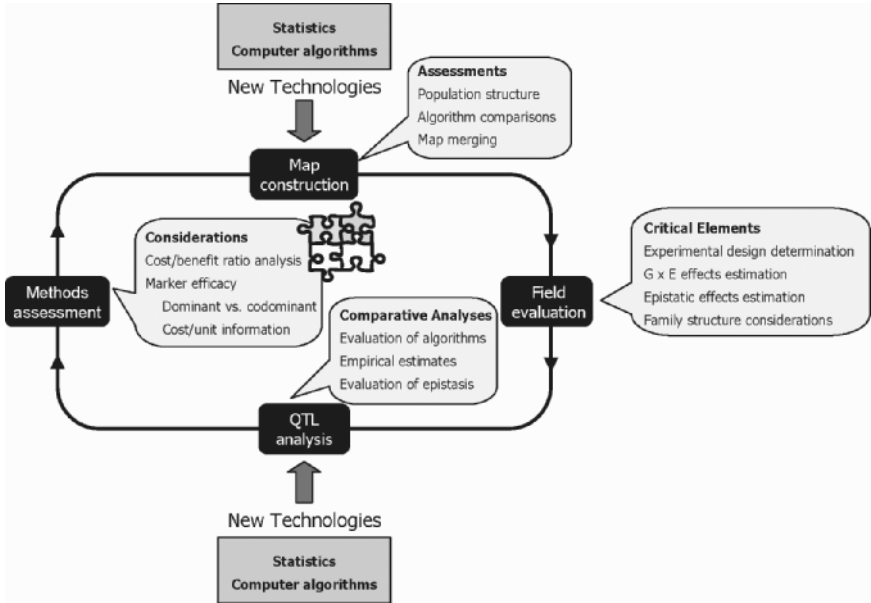 Statistics
Computer algorithms
New Technologies
Assessments
Population structure
Algorithm comparisons
Map merging
Map
construction
Considerations
Cost/benefit ratio analysis
Marker efficacy
Dominant vs. codominant
Cost/unit information
Critical Elements
Experimental design determination
G x E effects estimation
Epistatic effects estimation
Family structure considerations
Methods
assessment
Field
evaluation
Comparative Analyses
Evaluation of algorithms
Empirical estimates
Evaluation of epistasis
QTL
analysis
New Technologies
Statistics
Computer algorithms